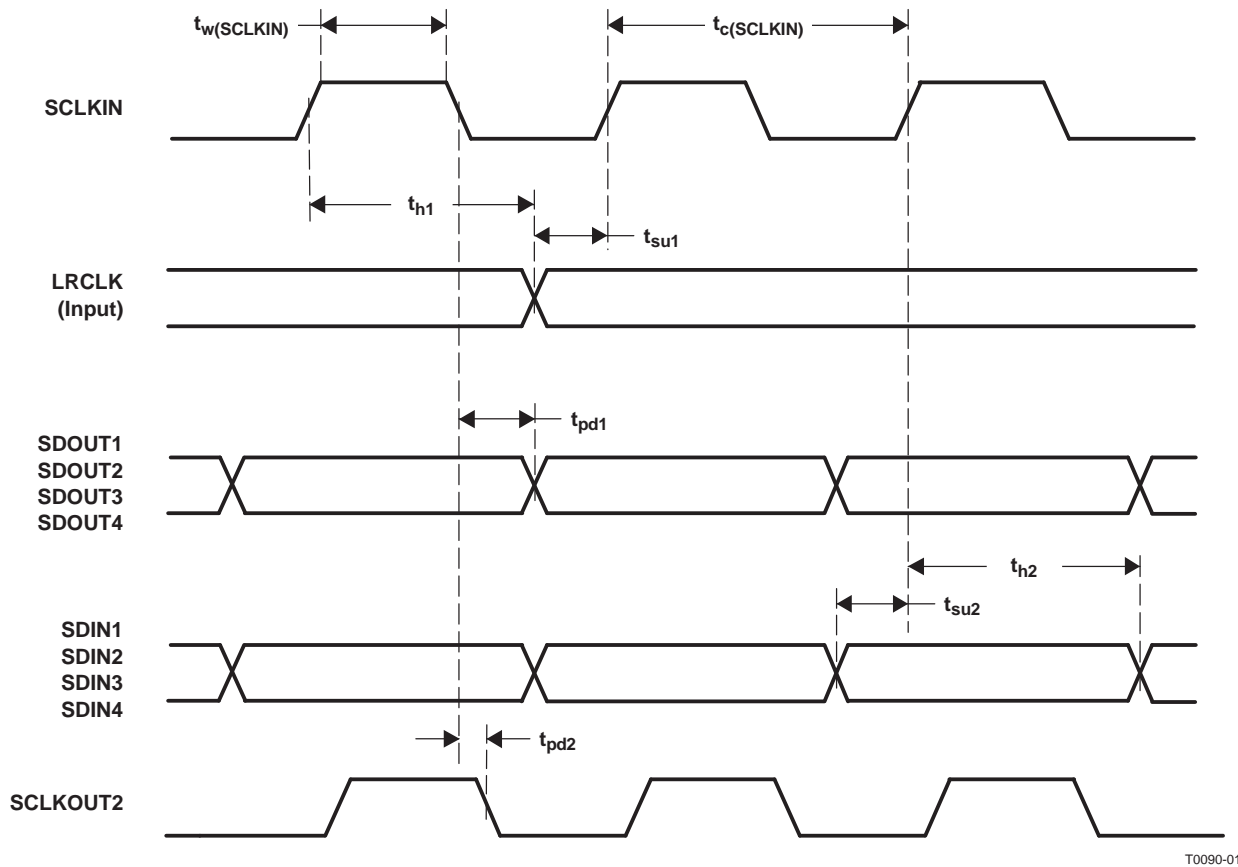 tw(SCLKIN)
tc(SCLKIN)
SCLKIN
th1
tsu1
LRCLK
(Input)
tpd1
SDOUT1
SDOUT2
SDOUT3
SDOUT4
th2
tsu2
SDIN1
SDIN2
SDIN3
SDIN4
tpd2
SCLKOUT2
T0090-01